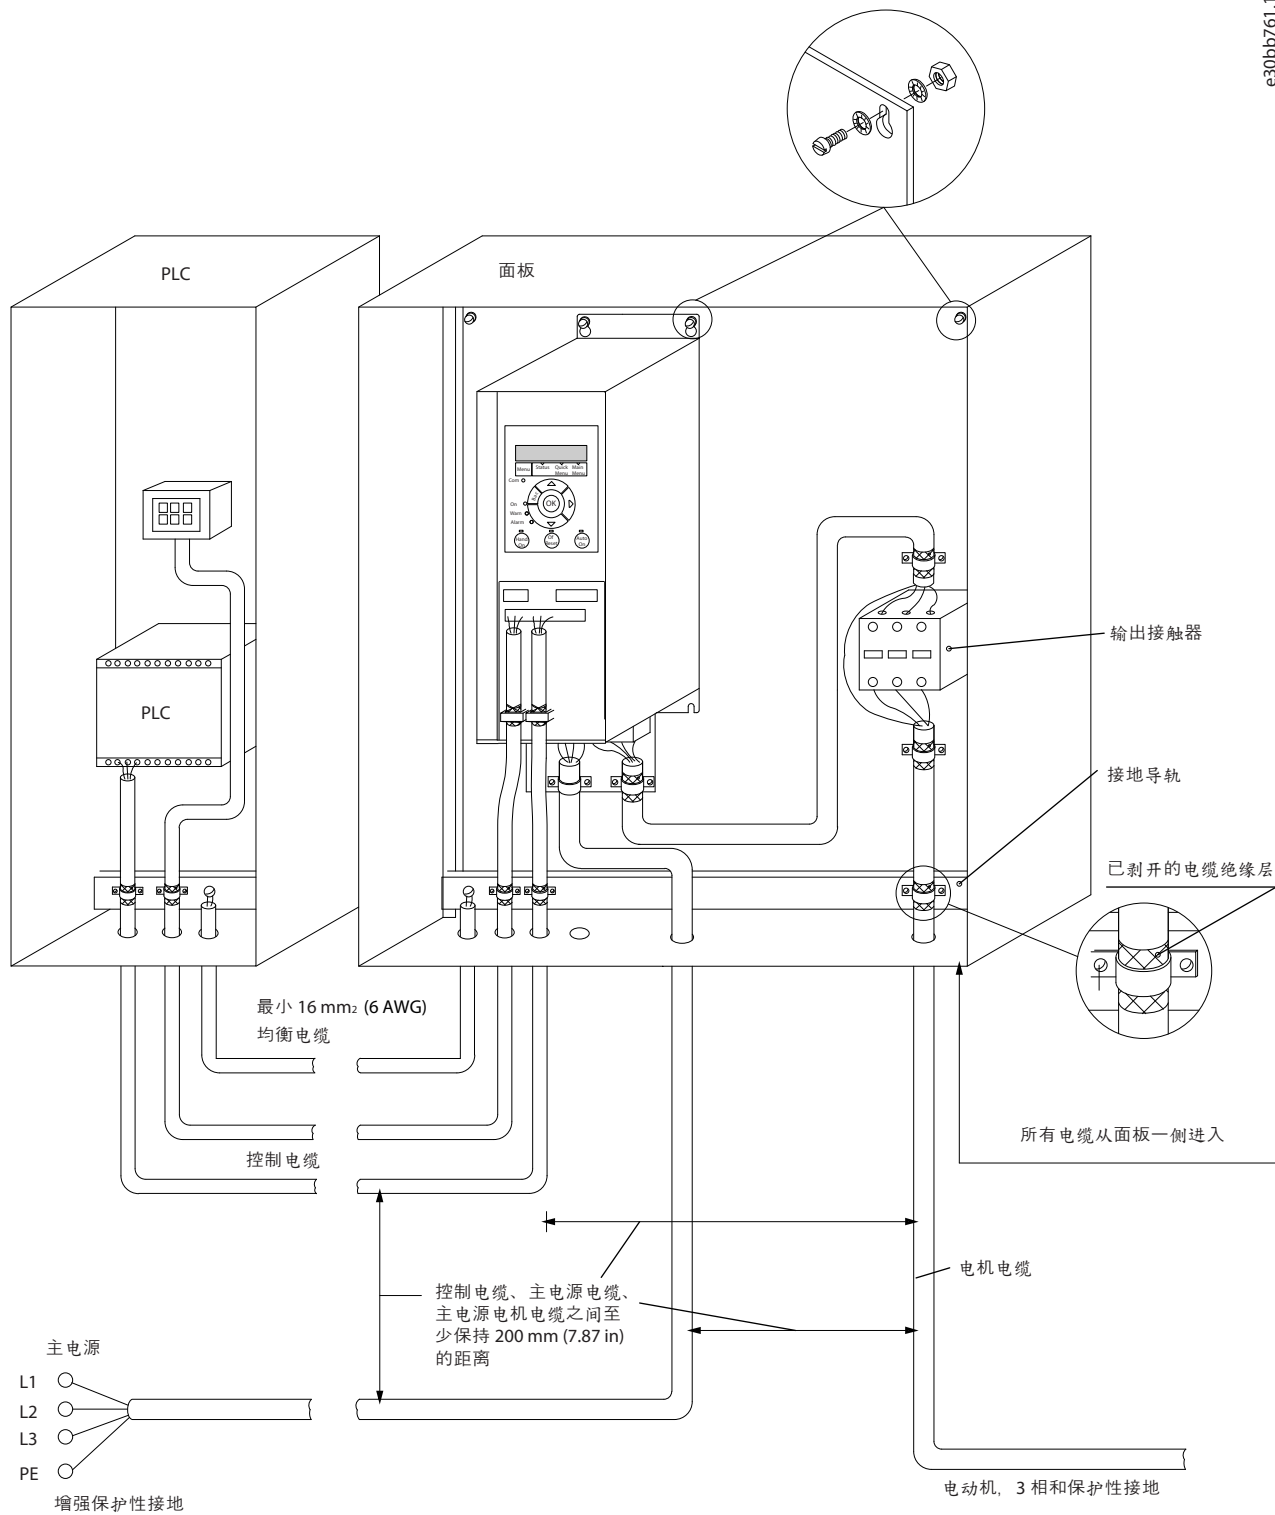 e30bb761.1
PLC
面板
Menu
Status
Quick Menu
Main Menu
Com
Back
OK
On
Warn
Alarm
Hand On
Off Reset
Auto On
PLC
输出接触器
接地导轨
已剥开的电缆绝缘层
最小 16 mm2 (6 AWG)
均衡电缆
控制电缆
所有电缆从面板一侧进入
控制电缆、主电源电缆、
主电源电机电缆之间至
少保持 200 mm (7.87 in)
的距离
电机电缆
主电源
L1
L2
L3
PE
增强保护性接地
电动机, 3 相和保护性接地